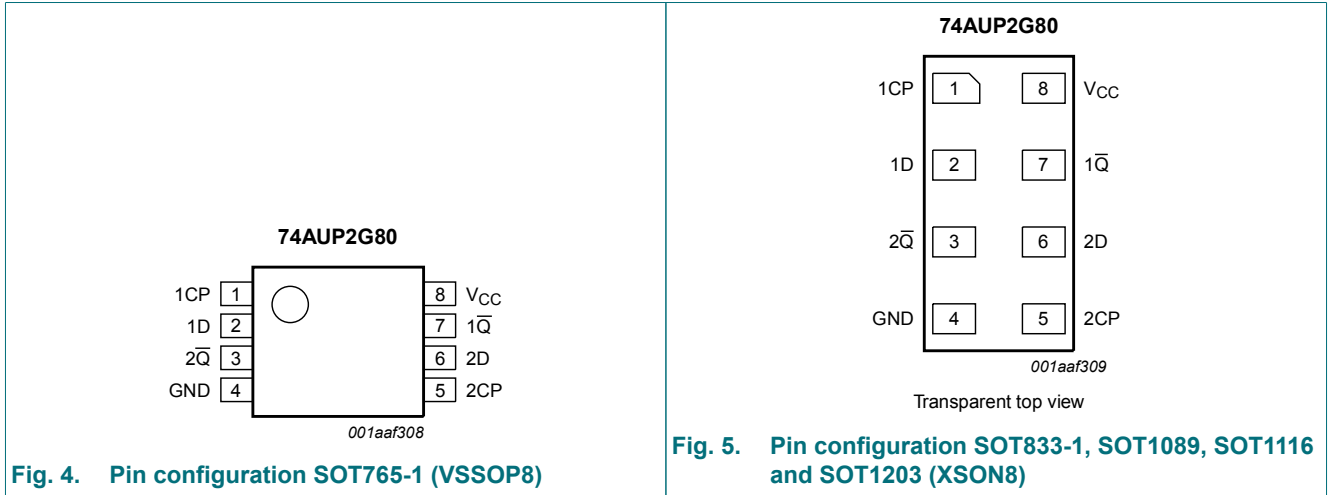 74AUP2G80
1CP 1 8 VCC
1D 2 7 1Q̅
2Q̅ 3 6 2D
GND 4 5 2CP
001aaf308
Fig. 4. Pin configuration SOT765-1 (VSSOP8)
74AUP2G80
1CP 1 8 VCC
1D 2 7 1Q̅
2Q̅ 3 6 2D
GND 4 5 2CP
001aaf309
Transparent top view
Fig. 5. Pin configuration SOT833-1, SOT1089, SOT1116
and SOT1203 (XSON8)